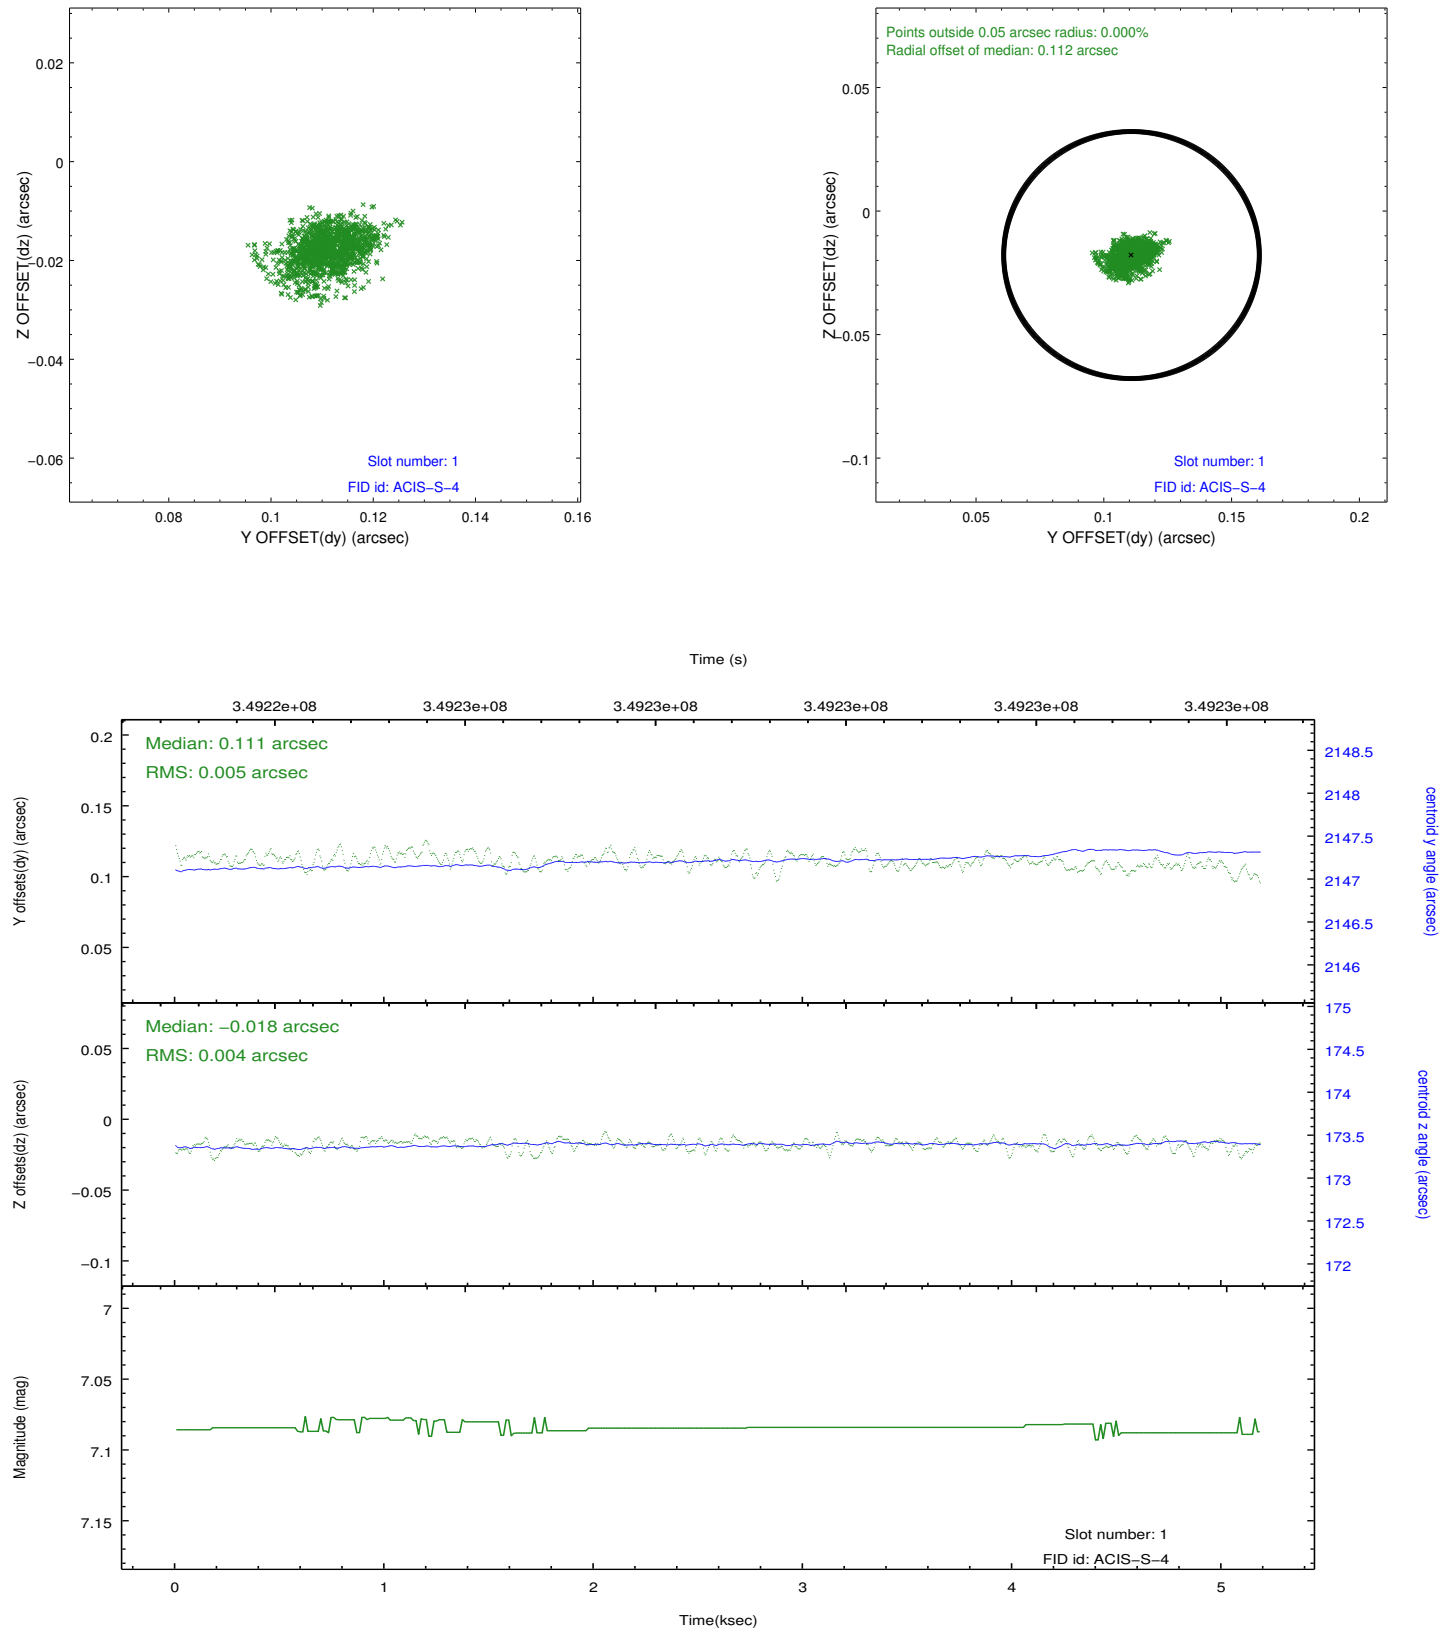 0.02
0
−0.02
−0.04
−0.06
Z OFFSET(dz) (arcsec)
0.08
0.1
0.12
0.14
0.16
Y OFFSET(dy) (arcsec)
Slot number: 1
FID id: ACIS−S−4
Points outside 0.05 arcsec radius: 0.000%
Radial offset of median: 0.112 arcsec
0.05
0
−0.05
−0.1
Z OFFSET(dz) (arcsec)
Slot number: 1
FID id: ACIS−S−4
0.05
0.1
0.15
0.2
Y OFFSET(dy) (arcsec)
Time (s)
3.4922e+08
3.4923e+08
3.4923e+08
3.4923e+08
3.4923e+08
3.4923e+08
Median: 0.111 arcsec
RMS: 0.005 arcsec
0.2
0.15
0.1
0.05
Y offsets(dy) (arcsec)
2148.5
2148
2147.5
2147
2146.5
2146
centroid y angle (arcsec)
Median: −0.018 arcsec
RMS: 0.004 arcsec
0.05
0
−0.05
−0.1
Z offsets(dz) (arcsec)
175
174.5
174
173.5
173
172.5
172
centroid z angle (arcsec)
7
7.05
7.1
7.15
Magnitude (mag)
Slot number: 1
FID id: ACIS−S−4
0
1
2
3
4
5
Time(ksec)